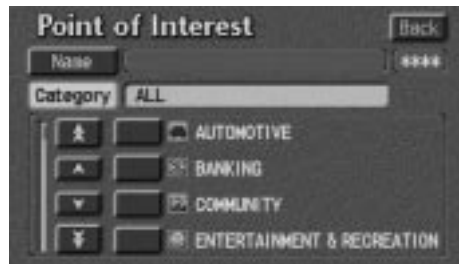 Point of Interest Back
Name ****
Category ALL
AUTOMOTIVE
BANKING
COMMUNITY
ENTERTAINMENT & RECREATION